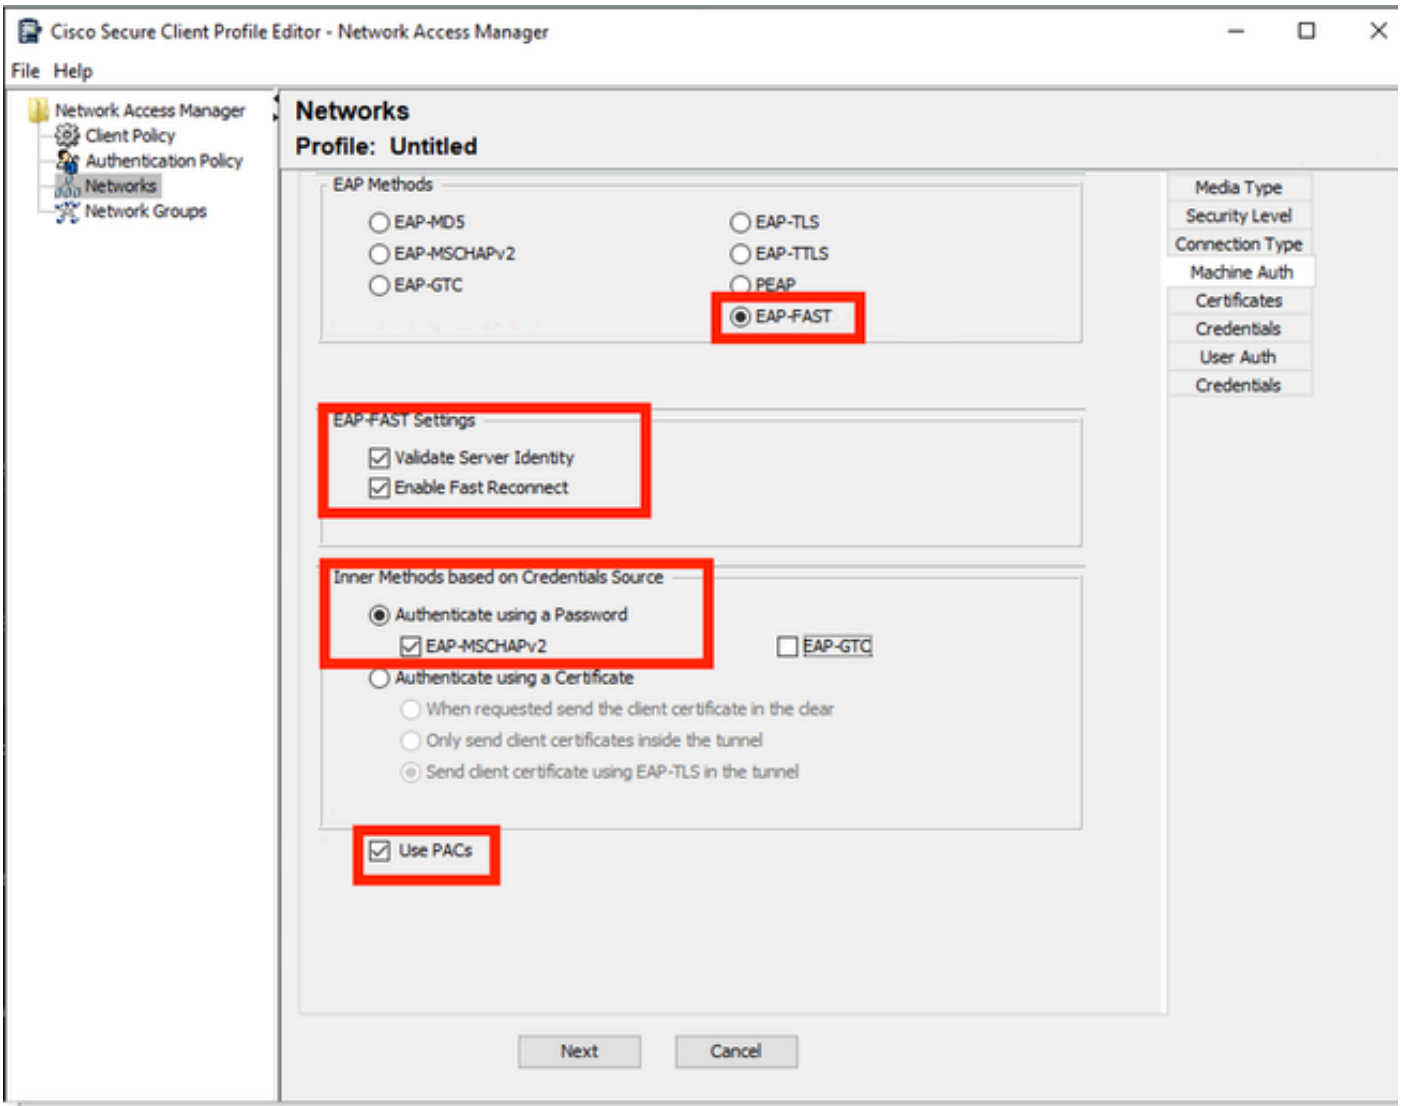 Cisco Secure Client Profile Editor - Network Access Manager
File Help
Network Access Manager
Client Policy
Authentication Policy
Networks
Network Groups
Networks
Profile: Untitled
EAP Methods
EAP-MD5
EAP-TLS
EAP-MSCHAPv2
EAP-TTLS
EAP-GTC
PEAP
EAP-FAST
EAP-FAST Settings
Validate Server Identity
Enable Fast Reconnect
Inner Methods based on Credentials Source
Authenticate using a Password
EAP-MSCHAPv2
EAP-GTC
Authenticate using a Certificate
When requested send the client certificate in the clear
Only send client certificates inside the tunnel
Send client certificate using EAP-TLS in the tunnel
Use PACs
Media Type
Security Level
Connection Type
Machine Auth
Certificates
Credentials
User Auth
Credentials
Next
Cancel